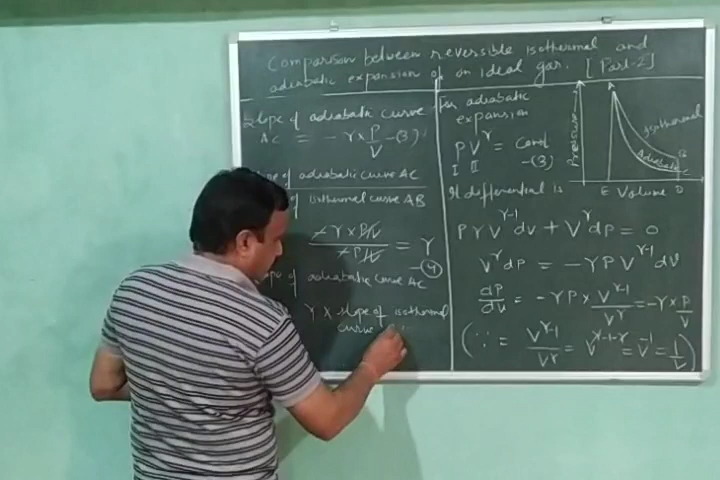 Comparison between reversible isothermal and
adiabatic expansion of an ideal gas. [Part-2]
Slope of adiabatic curve
AC = - γ × P/V - (3)
of adiabatic curve AC
of isothermal curve AB
- γ × P/V / - P/V = γ
- (4)
of adiabatic curve AC
γ × slope of isothermal
curve
For adiabatic
expansion
PV^γ = Const
I II - (3)
It differential is
PγV^γ-1 dV + V^γ dP = 0
V^γ dP = - γPV^γ-1 dV
dP/dV = - γP × V^γ-1/V^γ = - γ × P/V
(∵ = V^γ-1/V^γ = V^γ-1-γ = V^-1 = 1/V)
Pressure
A
Isothermal
Adiabatic
B
C
E Volume D